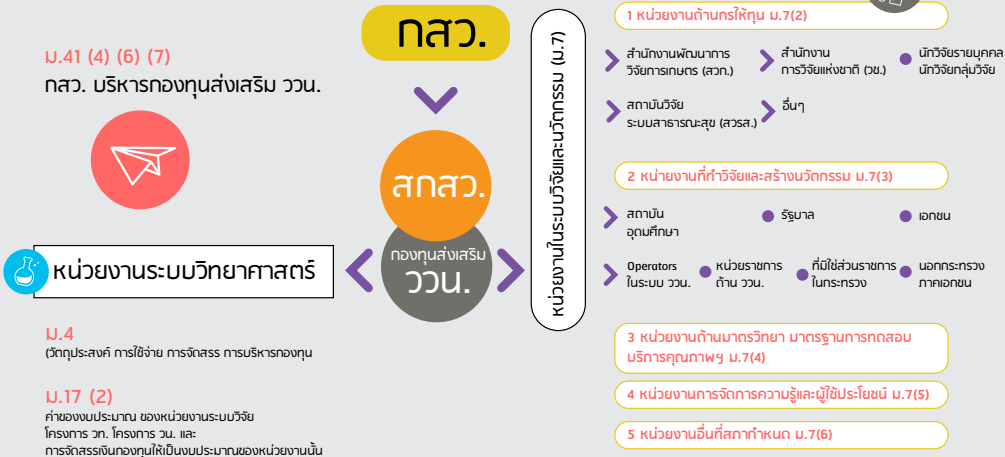 ม.41 (4) (6) (7)
กสว. บริหารกองทุนส่งเสริม ววน.
หน่วยงานระบบวิทยาศาสตร์
ม.4
(วัตถุประสงค์ การใช้จ่าย การจัดสรร การบริหารกองทุน
ม.17 (2)
ค่าของบประมาณ ของหน่วยงานระบบวิจัย
โครงการ วท. โครงการ วน. และ
การจัดสรรเงินกองทุนให้เป็นงบประมาณของหน่วยงานนั้น
กสว.
สกสว.
กองทุนส่งเสริม
ววน.
หน่วยงานในระบบวิจัยและนวัตกรรม (ม.7)
1 หน่วยงานด้านกรให้ทุน ม.7(2)
สำนักงานพัฒนาการ
วิจัยการเกษตร (สวก.)
สำนักงาน
การวิจัยแห่งชาติ (วช.)
นักวิจัยรายบุคคล
นักวิจัยกลุ่มวิจัย
สถาบันวิจัย
ระบบสาธารณะสุข (สวรส.)
อื่นๆ
2 หน่ายงานที่ทำวิจัยและสร้างนวัตกรรม ม.7(3)
สถาบัน
อุดมศึกษา
รัฐบาล
เอกชน
Operators
ในระบบ ววน.
หน่วยราชการ
ด้าน ววน.
ที่มิใช่ส่วนราชการ
ในกระทรวง
นอกกระทรวง
ภาคเอกชน
3 หน่วยงานด้านมาตรวิทยา มาตรฐานการทดสอบ
บริการคุณภาพฯ ม.7(4)
4 หน่วยงานการจัดการความรู้และผู้ใช้ประโยชน์ ม.7(5)
5 หน่วยงานอื่นที่สภากำหนด ม.7(6)